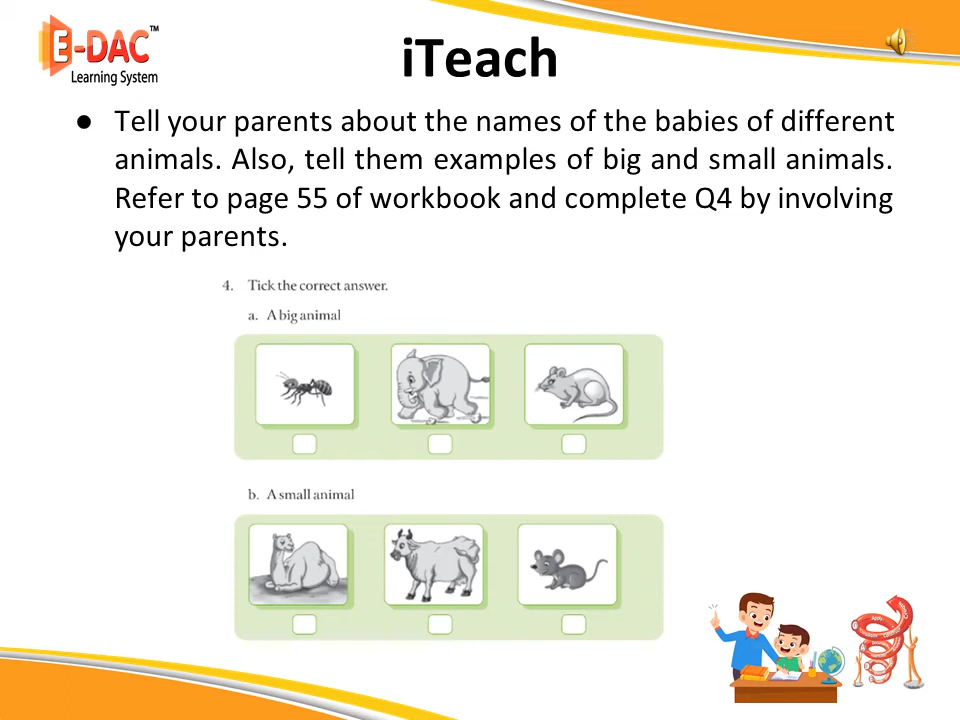 E-DAC™
Learning System
iTeach
● Tell your parents about the names of the babies of different
animals. Also, tell them examples of big and small animals.
Refer to page 55 of workbook and complete Q4 by involving
your parents.
4. Tick the correct answer.
a. A big animal
b. A small animal